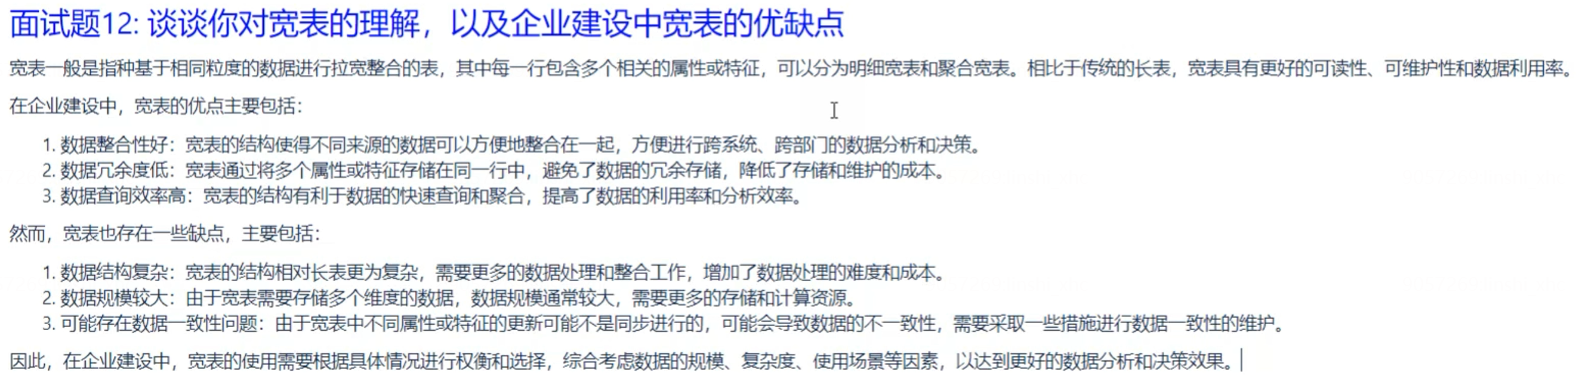 面试题12: 谈谈你对宽表的理解，以及企业建设中宽表的优缺点
宽表一般是指种基于相同粒度的数据进行拉宽整合的表，其中每一行包含多个相关的属性或特征，可以分为明细宽表和聚合宽表。相比于传统的长表，宽表具有更好的可读性、可维护性和数据利用率。
在企业建设中，宽表的优点主要包括：
1. 数据整合性好：宽表的结构使得不同来源的数据可以方便地整合在一起，方便进行跨系统、跨部门的数据分析和决策。
2. 数据冗余度低：宽表通过将多个属性或特征存储在同一行中，避免了数据的冗余存储，降低了存储和维护的成本。
3. 数据查询效率高：宽表的结构有利于数据的快速查询和聚合，提高了数据的利用率和分析效率。
然而，宽表也存在一些缺点，主要包括：
1. 数据结构复杂：宽表的结构相对长表更为复杂，需要更多的数据处理和整合工作，增加了数据处理的难度和成本。
2. 数据规模较大：由于宽表需要存储多个维度的数据，数据规模通常较大，需要更多的存储和计算资源。
3. 可能存在数据一致性问题：由于宽表中不同属性或特征的更新可能不是同步进行的，可能会导致数据的不一致性，需要采取一些措施进行数据一致性的维护。
因此，在企业建设中，宽表的使用需要根据具体情况进行权衡和选择，综合考虑数据的规模、复杂度、使用场景等因素，以达到更好的数据分析和决策效果。